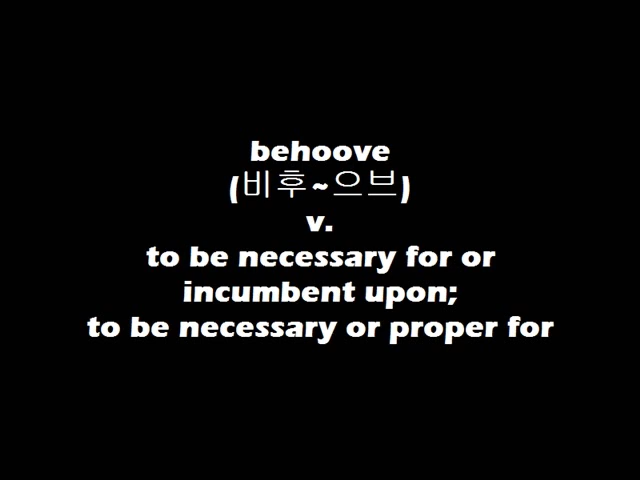 behoove
(비후~으브)
v.
to be necessary for or
incumbent upon;
to be necessary or proper for